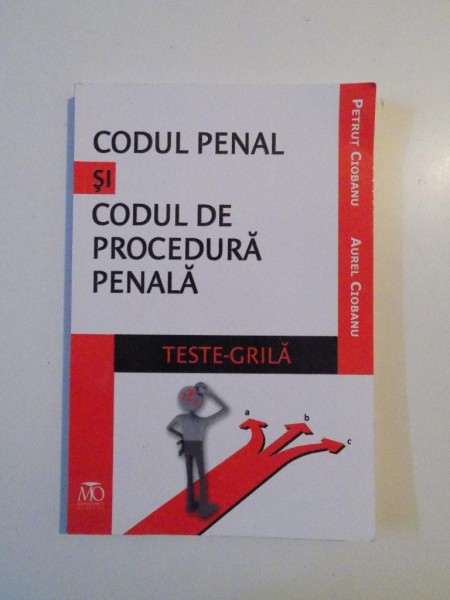 CODUL PENAL
ŞI
CODUL DE
PROCEDURĂ
PENALĂ
PETRUŢ CIOBANU
AUREL CIOBANU
TESTE-GRILĂ
a
b
c
MO